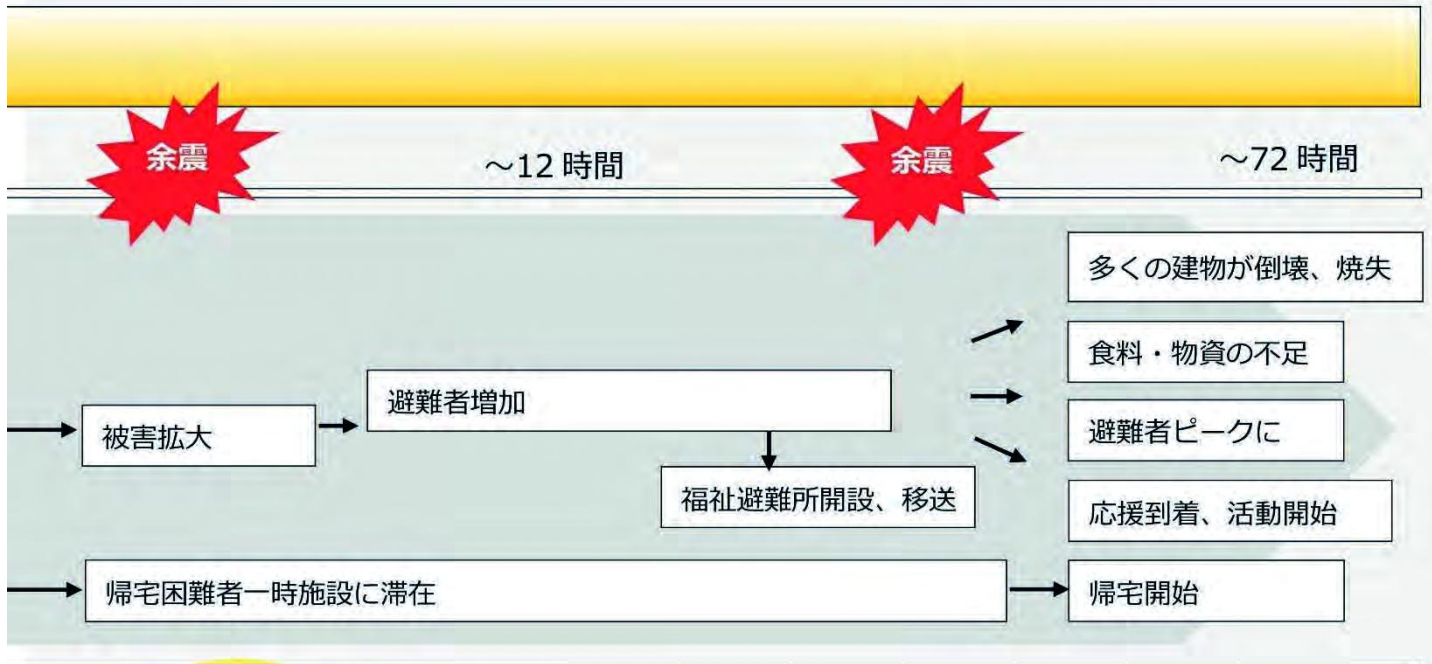 余震
～12 時間
余震
～72 時間
多くの建物が倒壊、焼失
食料・物資の不足
避難者増加
被害拡大
避難者ピークに
福祉避難所開設、移送
応援到着、活動開始
帰宅困難者一時施設に滞在
帰宅開始